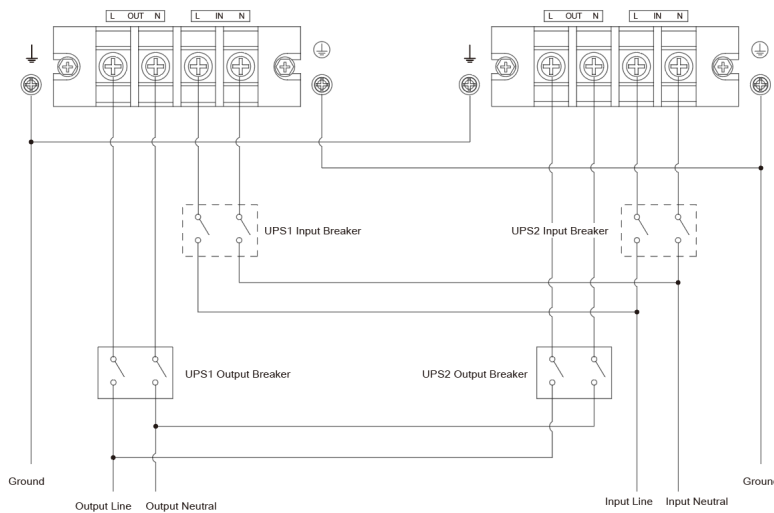 L OUT N L IN N
L OUT N L IN N
UPS1 Input Breaker
UPS2 Input Breaker
UPS1 Output Breaker
UPS2 Output Breaker
Ground
Groun
Output Line Output Neutral
Input Line Input Neutral